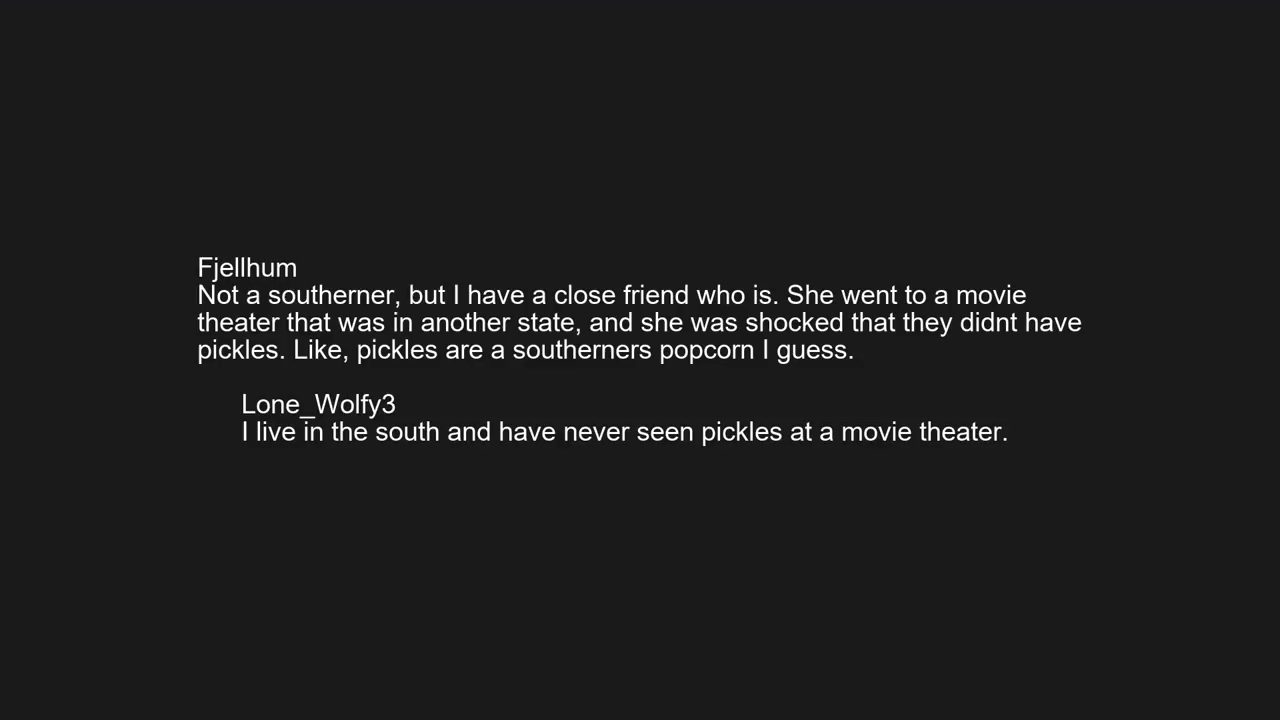 Fjellhum
Not a southerner, but I have a close friend who is. She went to a movie
theater that was in another state, and she was shocked that they didnt have
pickles. Like, pickles are a southerners popcorn I guess.
Lone_Wolfy3
I live in the south and have never seen pickles at a movie theater.